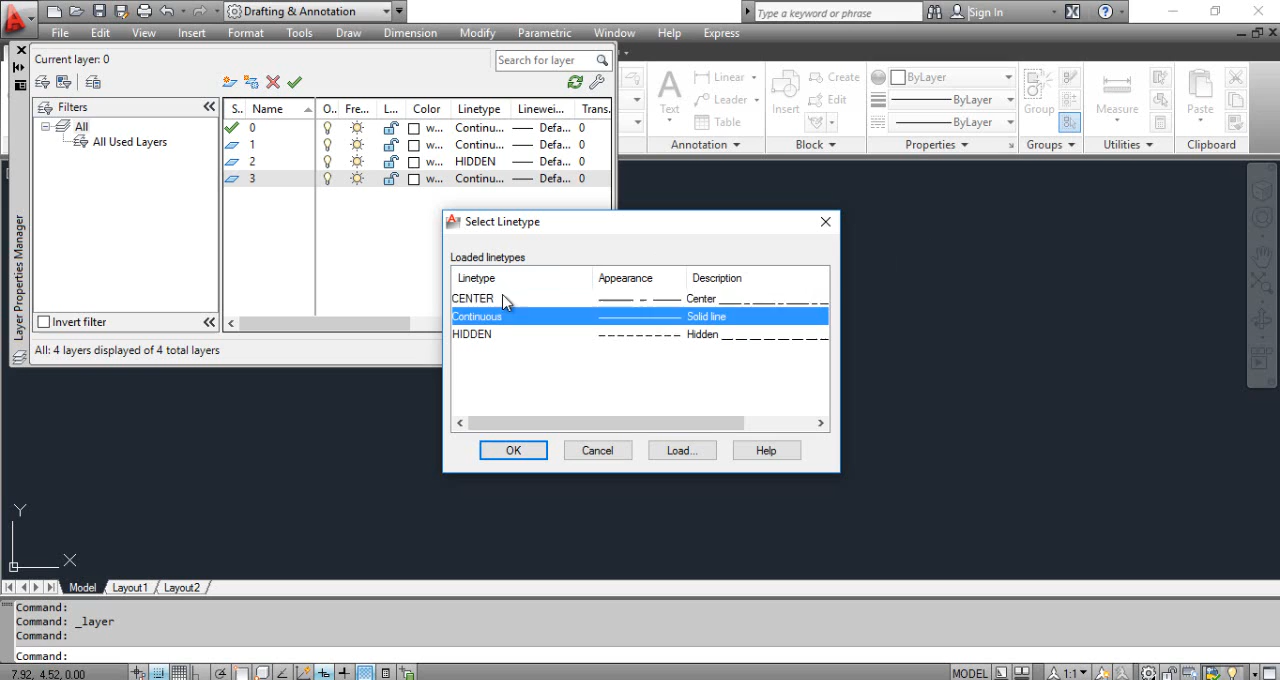 Drafting & Annotation
Type a keyword or phrase
Sign In
File Edit View Insert Format Tools Draw Dimension Modify Parametric Window Help Express
Current layer: 0
Search for layer
Filters
All
All Used Layers
Invert filter
All: 4 layers displayed of 4 total layers
Layer Properties Manager
S.. Name O.. Fre... L... Color Linetype Linewei... Trans.
0 w... Continu... Defa... 0
1 w... Continu... Defa... 0
2 w... HIDDEN Defa... 0
3 w... Continu... Defa... 0
Text
Linear
Leader
Table
Annotation
Insert
Create
Edit
Block
ByLayer
ByLayer
ByLayer
Properties
Group
Groups
Measure
Utilities
Paste
Clipboard
Select Linetype
Loaded linetypes
Linetype Appearance Description
CENTER Center
Continuous Solid line
HIDDEN Hidden
OK Cancel Load... Help
Y
X
Model Layout1 Layout2
Command:
Command: _layer
Command:
Command:
7.92, 4.52, 0.00
MODEL
1:1